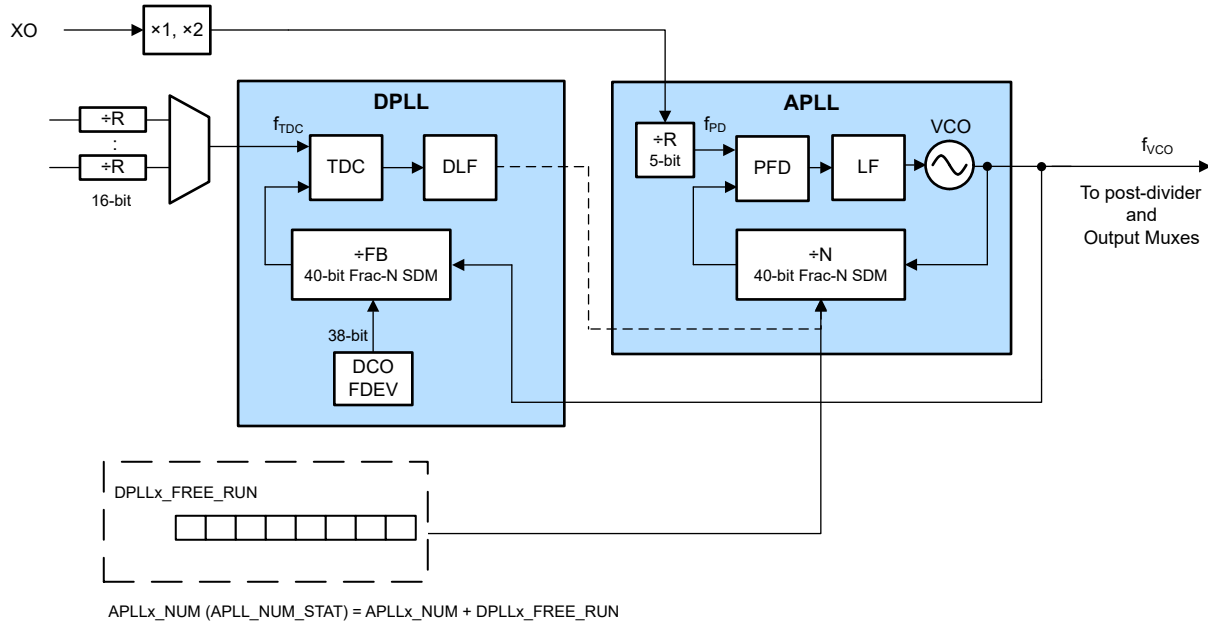 XO
×1, ×2
÷R
:
÷R
16-bit
DPLL
f_TDC
TDC
DLF
÷FB
40-bit Frac-N SDM
38-bit
DCO
FDEV
APLL
÷R
5-bit
f_PD
PFD
LF
VCO
÷N
40-bit Frac-N SDM
f_VCO
To post-divider
and
Output Muxes
DPLLx_FREE_RUN
APLLx_NUM (APLL_NUM_STAT) = APLLx_NUM + DPLLx_FREE_RUN